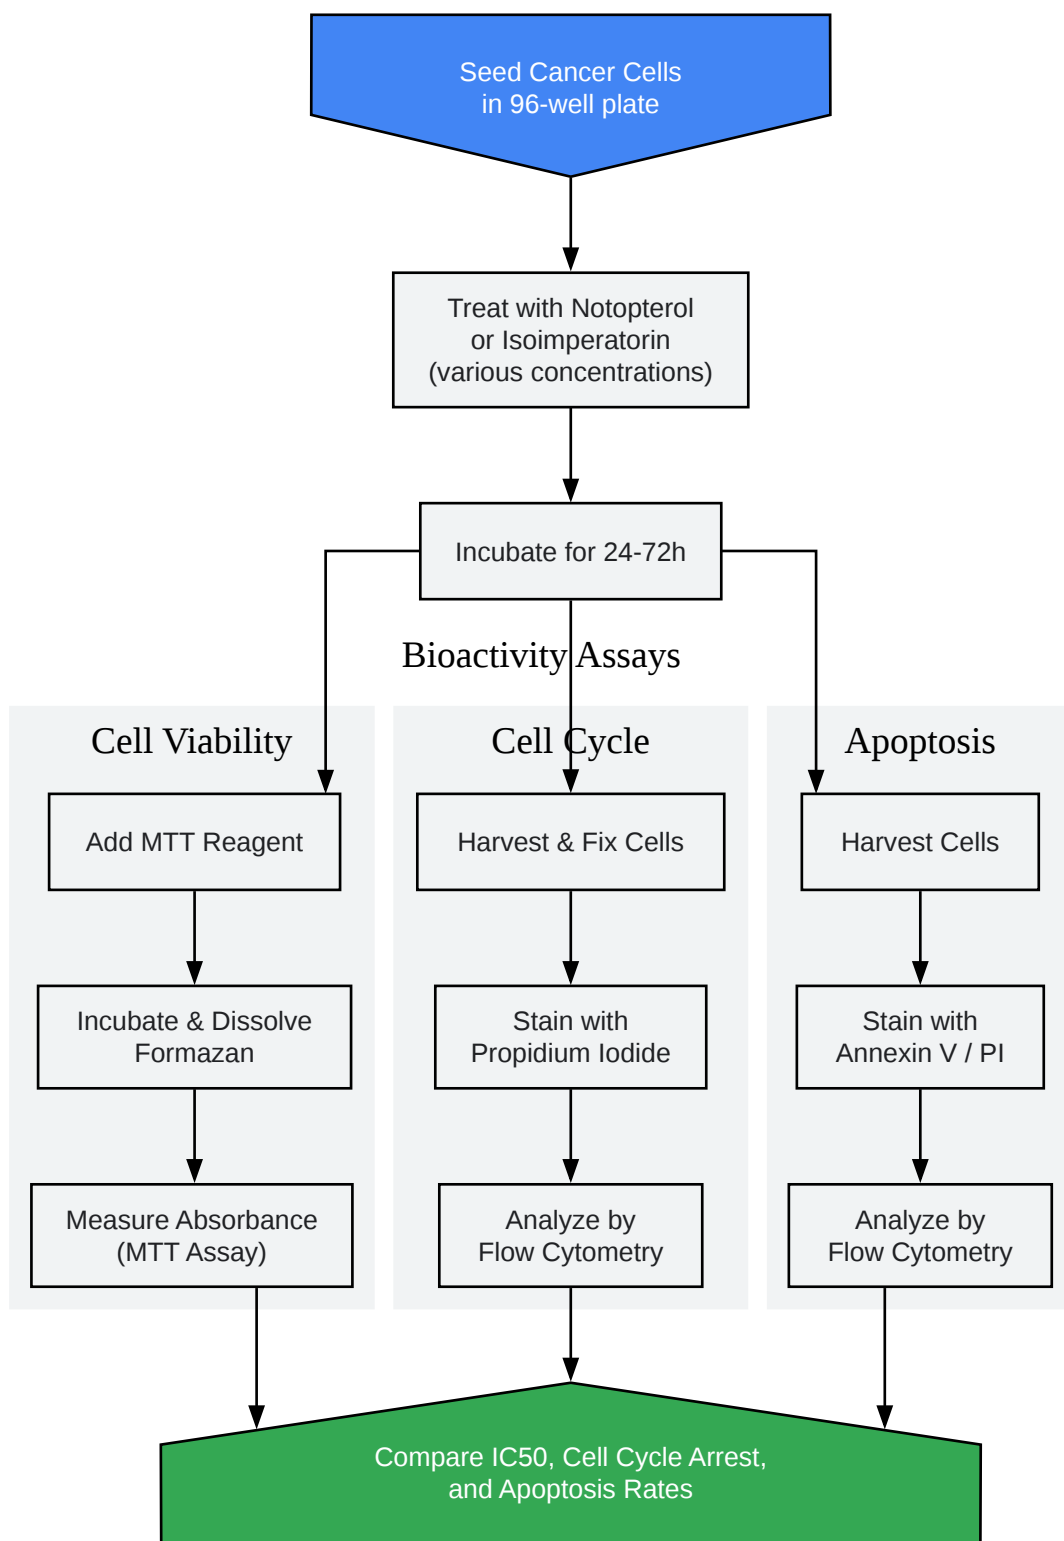 Seed Cancer Cells
in 96-well plate
Treat with Notopterol
or Isoimperatorin
(various concentrations)
Incubate for 24-72h
Bioactivity Assays
Cell Viability
Add MTT Reagent
Incubate & Dissolve
Formazan
Measure Absorbance
(MTT Assay)
Cell Cycle
Harvest & Fix Cells
Stain with
Propidium Iodide
Analyze by
Flow Cytometry
Apoptosis
Harvest Cells
Stain with
Annexin V / PI
Analyze by
Flow Cytometry
Compare IC50, Cell Cycle Arrest,
and Apoptosis Rates